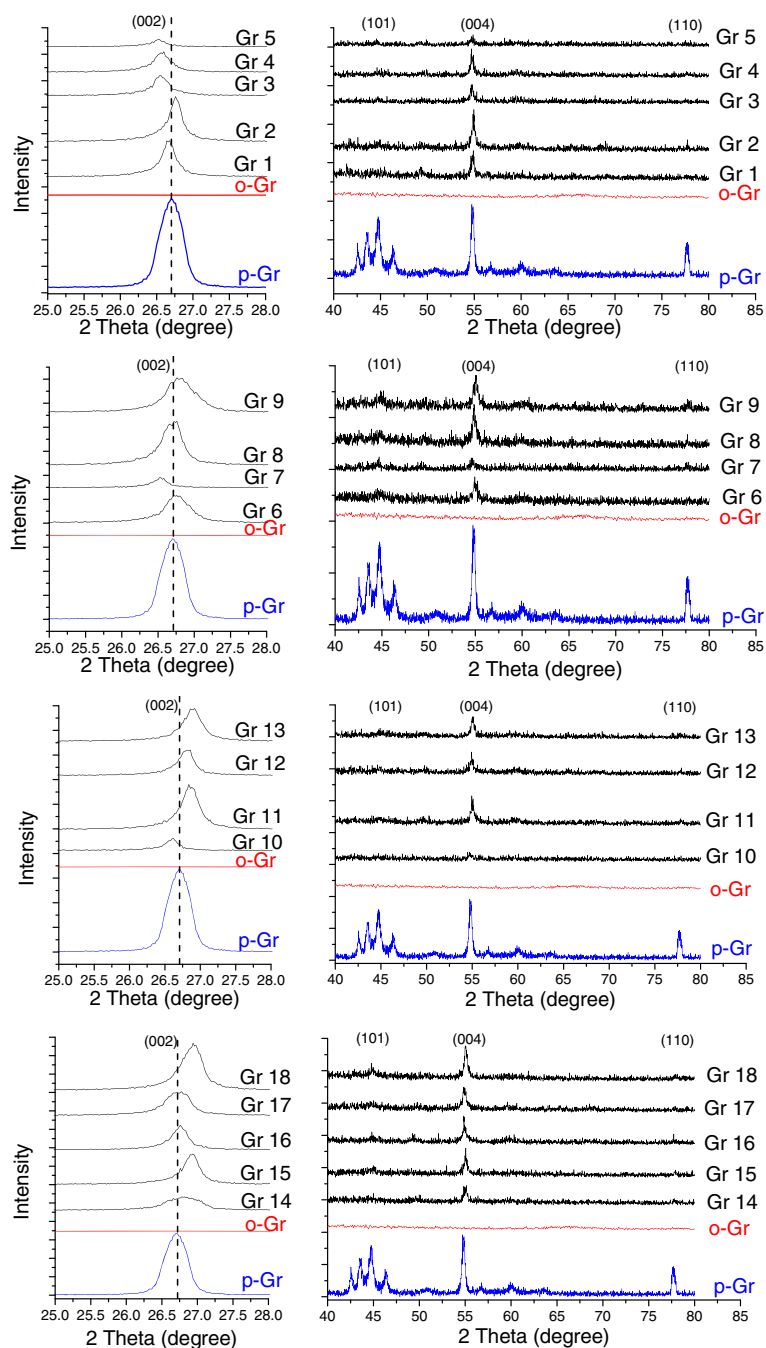 (002)
Gr 5
Gr 4
Gr 3
Gr 2
Gr 1
o-Gr
p-Gr
Intensity
25.0 25.5 26.0 26.5 27.0 27.5 28.0
2 Theta (degree)
(101) (004) (110)
Gr 5
Gr 4
Gr 3
Gr 2
Gr 1
o-Gr
p-Gr
40 45 50 55 60 65 70 75 80 85
2 Theta (degree)
(002)
Gr 9
Gr 8
Gr 7
Gr 6
o-Gr
p-Gr
Intensity
25.0 25.5 26.0 26.5 27.0 27.5 28.0
2 Theta (degree)
(101) (004) (110)
Gr 9
Gr 8
Gr 7
Gr 6
o-Gr
p-Gr
40 45 50 55 60 65 70 75 80 85
2 Theta (degree)
(002)
Gr 13
Gr 12
Gr 11
Gr 10
o-Gr
p-Gr
Intensity
25.0 25.5 26.0 26.5 27.0 27.5 28.0
2 Theta (degree)
(101) (004) (110)
Gr 13
Gr 12
Gr 11
Gr 10
o-Gr
p-Gr
40 45 50 55 60 65 70 75 80 85
2 Theta (degree)
(002)
Gr 18
Gr 17
Gr 16
Gr 15
Gr 14
o-Gr
p-Gr
Intensity
25.0 25.5 26.0 26.5 27.0 27.5 28.0
2 Theta (degree)
(101) (004) (110)
Gr 18
Gr 17
Gr 16
Gr 15
Gr 14
o-Gr
p-Gr
40 45 50 55 60 65 70 75 80 85
2 Theta (degree)